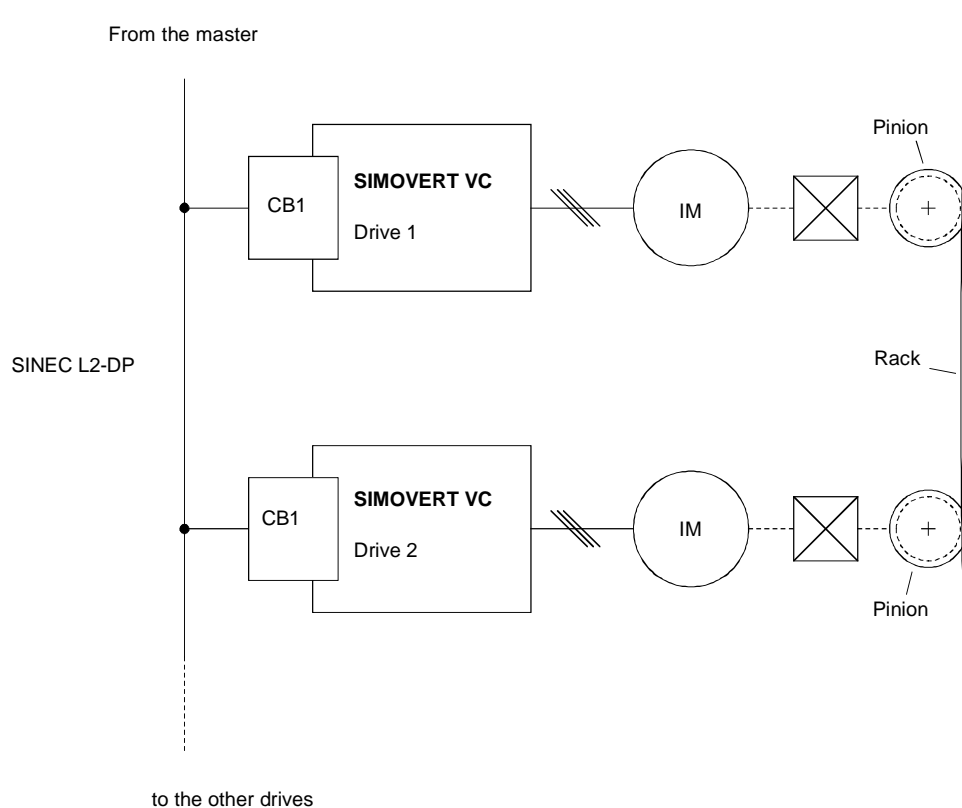 From the master
Pinion
SIMOVERT VC
CB1
IM
Drive 1
SINEC L2-DP
Rack
SIMOVERT VC
CB1
IM
Drive 2
Pinion
to the other drives